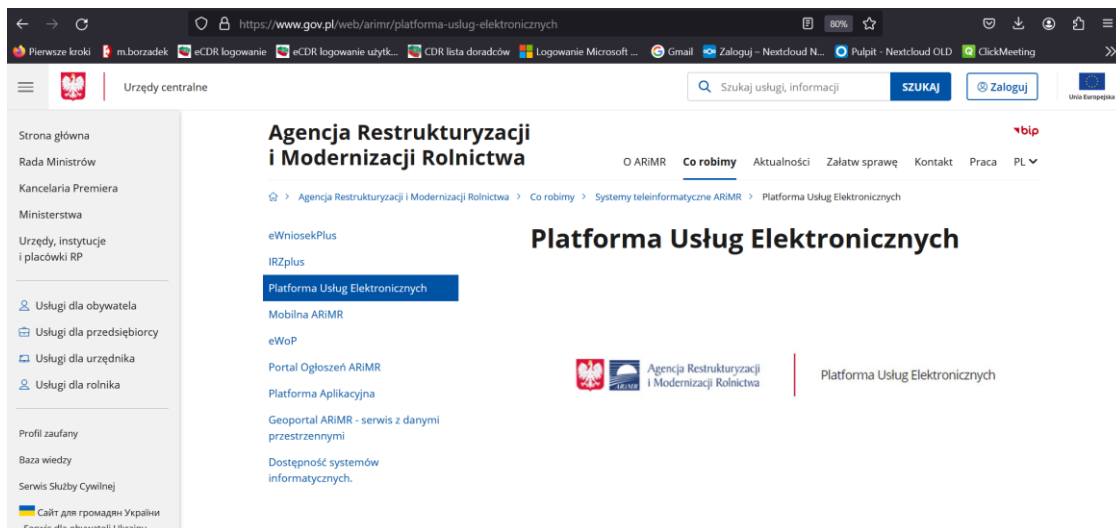 https://www.gov.pl/web/arimr/platforma-uslug-elektronicznych
80%
Pierwsze kroki m.borzadek eCDR logowanie eCDR logowanie użytk... CDR lista doradców Logowanie Microsoft ... Gmail Zaloguj – Nextcloud N... Pulpit - Nextcloud OLD ClickMeeting
Urzędy centralne
Szukaj usługi, informacji
SZUKAJ
Zaloguj
Unia Europejska
Strona główna
Rada Ministrów
Kancelaria Premiera
Ministerstwa
Urzędy, instytucje
i placówki RP
Usługi dla obywatela
Usługi dla przedsiębiorcy
Usługi dla urzędnika
Usługi dla rolnika
Profil zaufany
Baza wiedzy
Serwis Służby Cywilnej
Сайт для громадян України
- Serwis dla obywateli Ukrainy
Agencja Restrukturyzacji
i Modernizacji Rolnictwa
bip
O ARiMR Co robimy Aktualności Załatw sprawę Kontakt Praca PL
Agencja Restrukturyzacji i Modernizacji Rolnictwa > Co robimy > Systemy teleinformatyczne ARiMR > Platforma Usług Elektronicznych
eWniosekPlus
IRZplus
Platforma Usług Elektronicznych
Mobilna ARiMR
eWoP
Portal Ogłoszeń ARiMR
Platforma Aplikacyjna
Geoportal ARiMR - serwis z danymi
przestrzennymi
Dostępność systemów
informatycznych.
Platforma Usług Elektronicznych
ARiMR
Agencja Restrukturyzacji
i Modernizacji Rolnictwa
Platforma Usług Elektronicznych